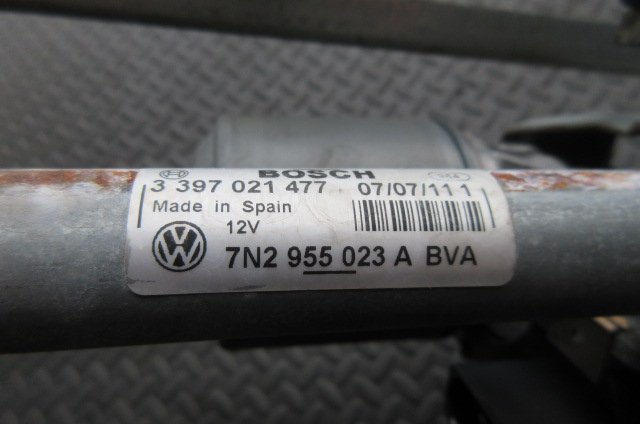 BOSCH
3 397 021 477 07/07/11 1
Made in Spain
12V
7N2 955 023 A BVA